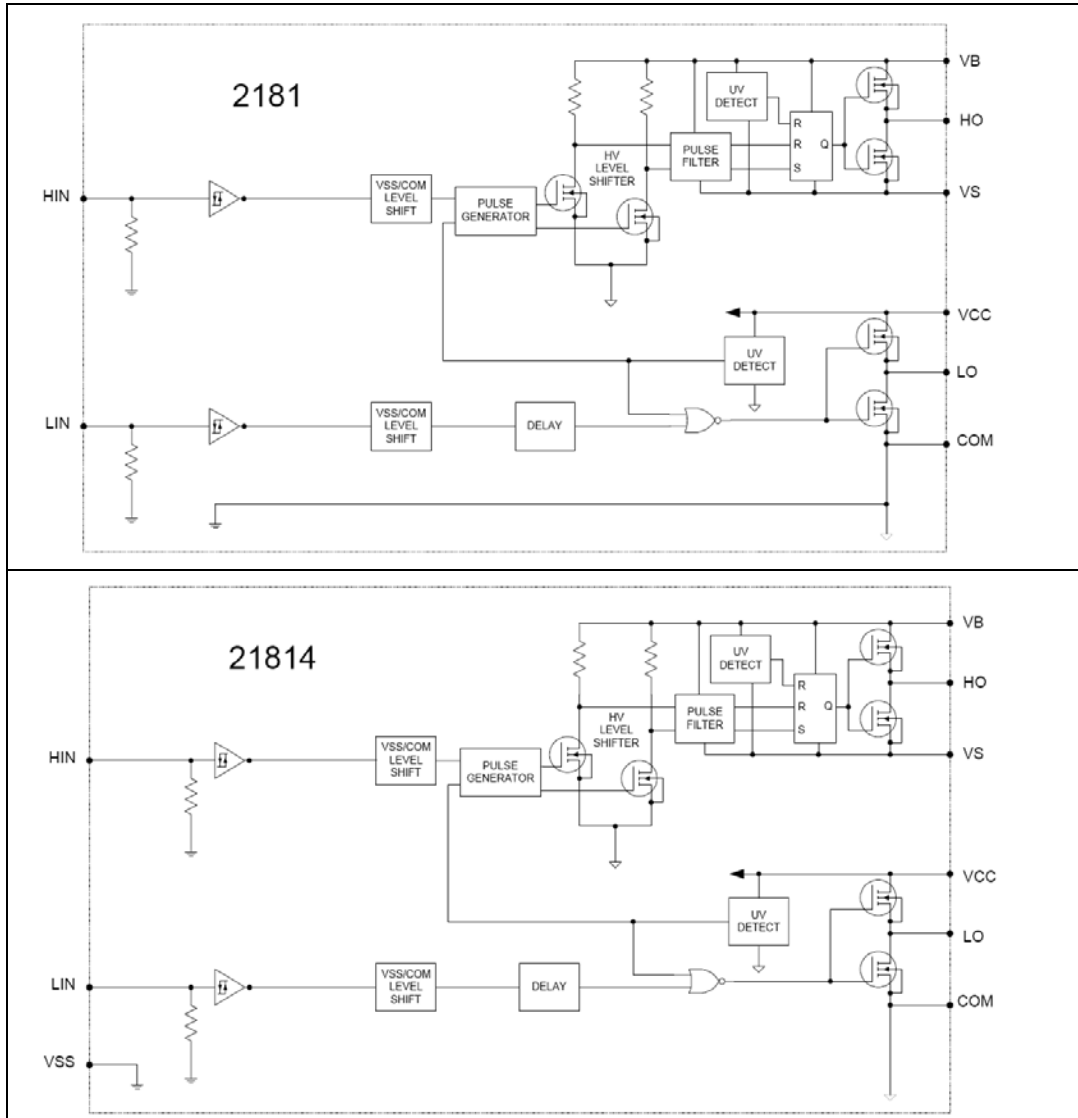 2181
VB
UV
DETECT
HO
R
R
Q
S
PULSE
FILTER
HV
LEVEL
SHIFTER
VS
HIN
VSS/COM
LEVEL
SHIFT
PULSE
GENERATOR
VCC
UV
DETECT
LO
LIN
VSS/COM
LEVEL
SHIFT
DELAY
COM
21814
VB
UV
DETECT
HO
R
R
Q
S
PULSE
FILTER
HV
LEVEL
SHIFTER
VS
HIN
VSS/COM
LEVEL
SHIFT
PULSE
GENERATOR
VCC
UV
DETECT
LO
LIN
VSS/COM
LEVEL
SHIFT
DELAY
COM
VSS